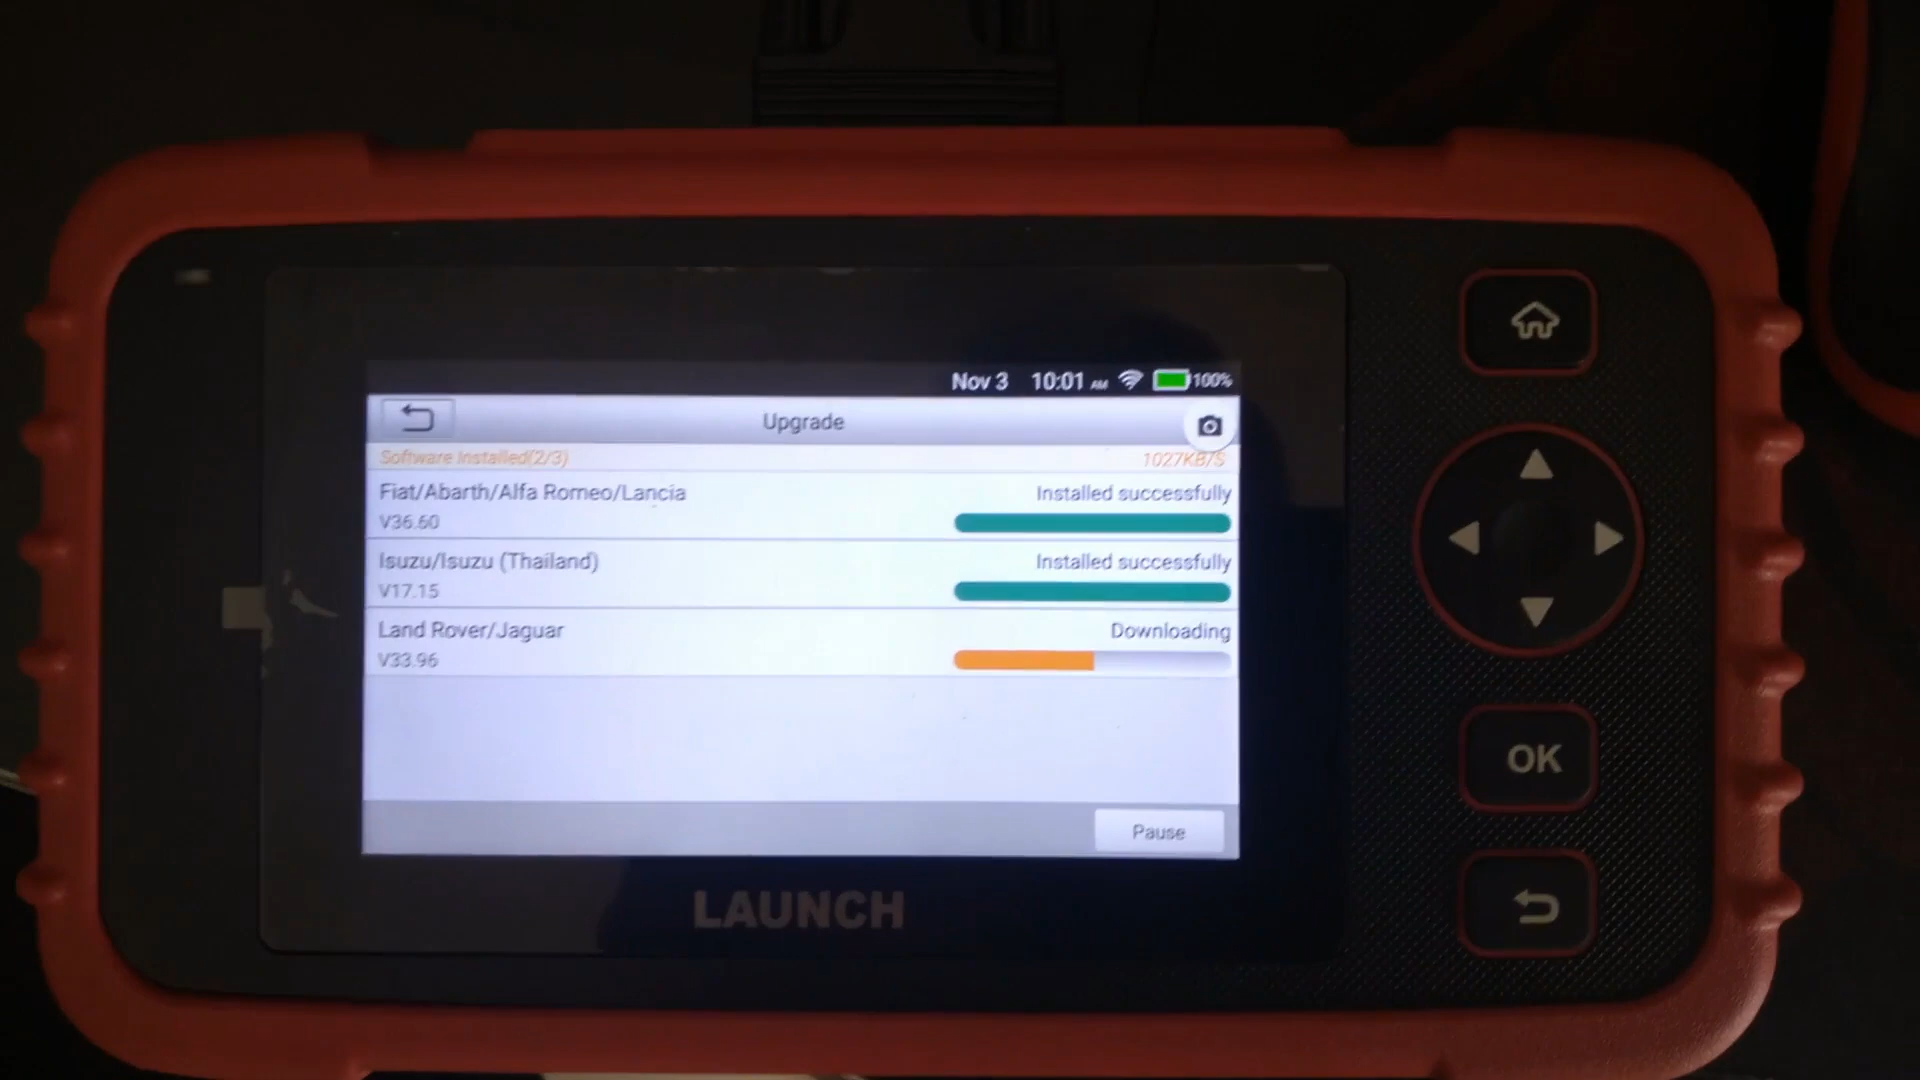 Nov 3 10:01 AM 100%
Upgrade
Software Installed(2/3) 1027KB/S
Fiat/Abarth/Alfa Romeo/Lancia Installed successfully
V36.60
Isuzu/Isuzu (Thailand) Installed successfully
V17.15
Land Rover/Jaguar Downloading
V33.96
Pause
LAUNCH
OK